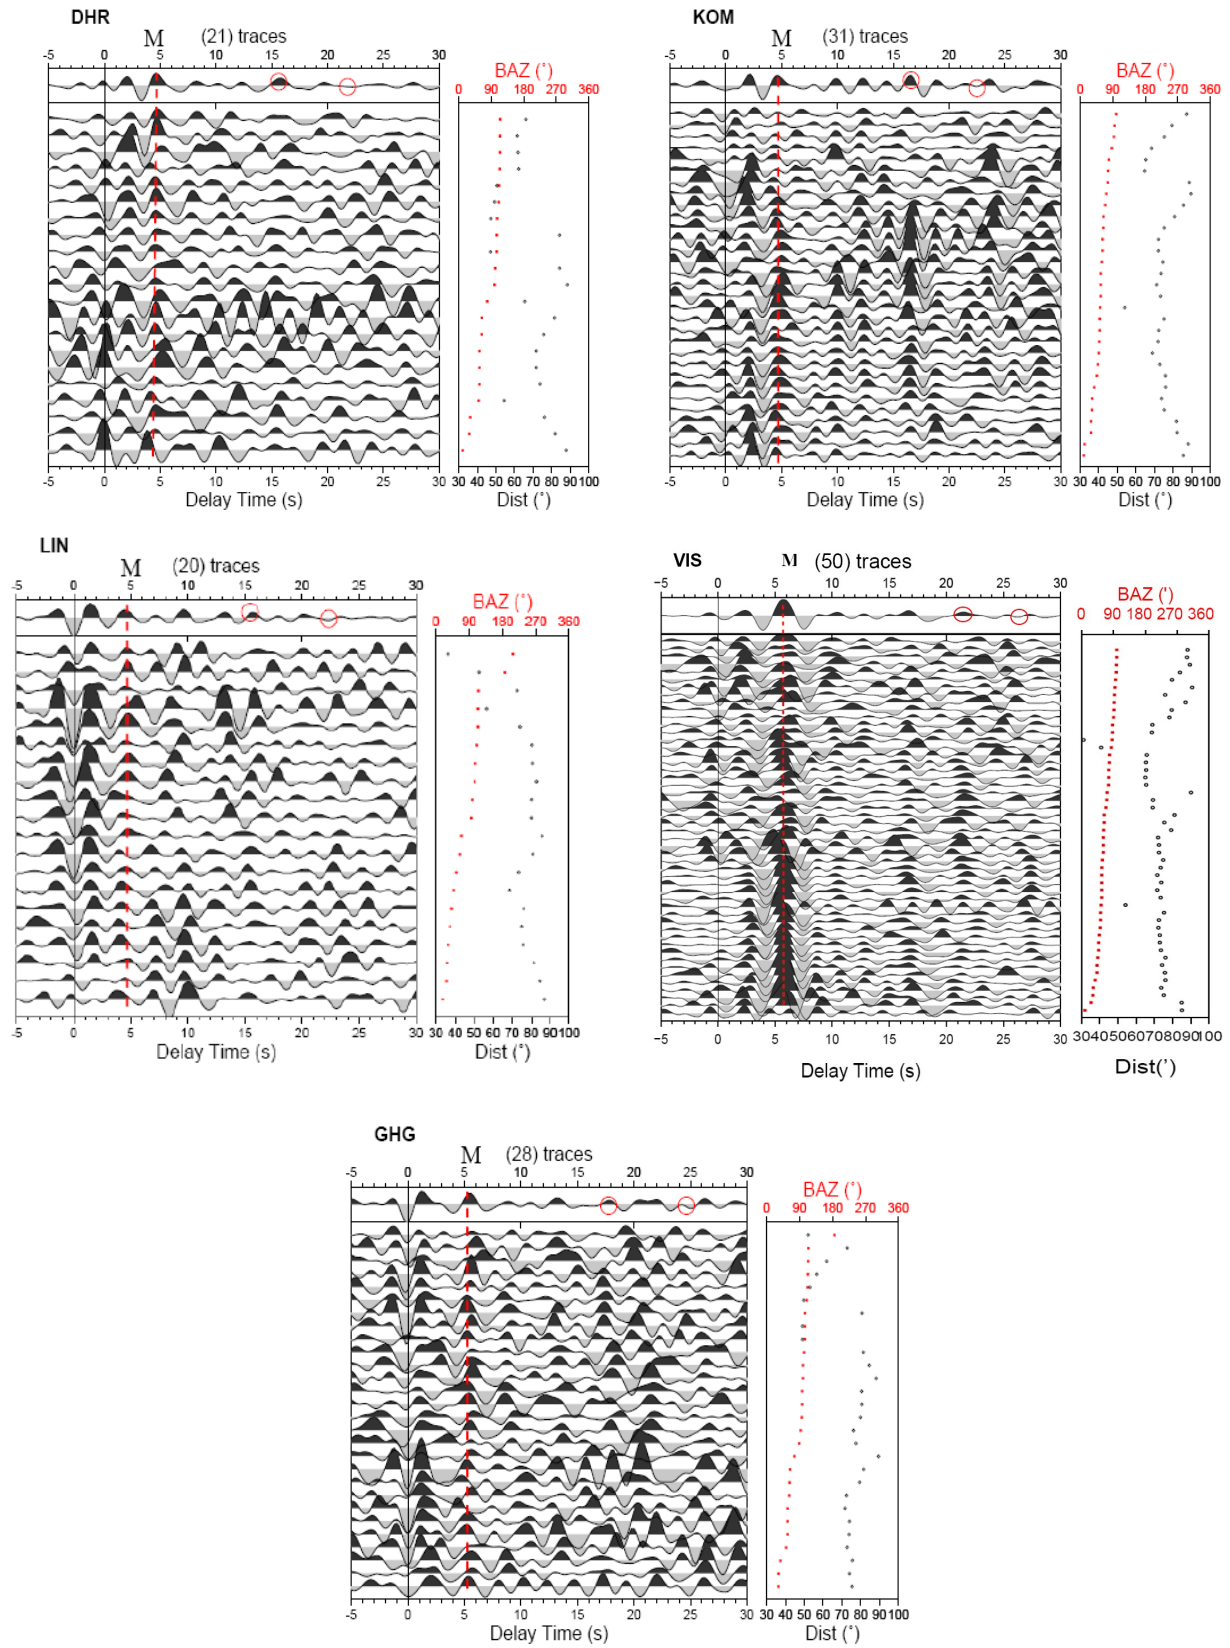 DHR
M (21) traces
-5 0 5 10 15 20 25 30
BAZ (°)
0 90 180 270 360
-5 0 5 10 15 20 25 30
30 40 50 60 70 80 90 100
Delay Time (s)
Dist (°)
KOM
M (31) traces
-5 0 5 10 15 20 25 30
BAZ (°)
0 90 180 270 360
-5 0 5 10 15 20 25 30
30 40 50 60 70 80 90 100
Delay Time (s)
Dist (°)
LIN
M (20) traces
-5 0 5 10 15 20 25 30
BAZ (°)
0 90 180 270 360
-5 0 5 10 15 20 25 30
30 40 50 60 70 80 90 100
Delay Time (s)
Dist (°)
VIS
M (50) traces
-5 0 5 10 15 20 25 30
BAZ (°)
0 90 180 270 360
-5 0 5 10 15 20 25 30
30 40 50 60 70 80 90 100
Delay Time (s)
Dist(')
GHG
M (28) traces
-5 0 5 10 15 20 25 30
BAZ (°)
0 90 180 270 360
-5 0 5 10 15 20 25 30
30 40 50 60 70 80 90 100
Delay Time (s)
Dist (°)